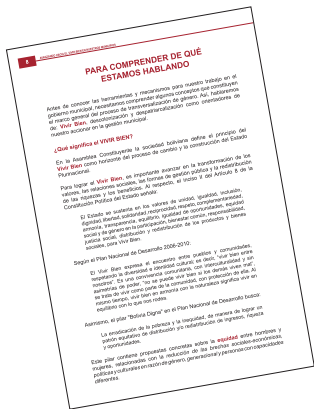 8
PARA COMPRENDER DE QUÉ
ESTAMOS HABLANDO
Antes de conocer las herramientas y mecanismos para nuestro trabajo en el
gobierno municipal, necesitamos comprender algunos conceptos que constituyen
el marco general del proceso de transversalización de género. Así, hablaremos
de: Vivir Bien, descolonización y despatriarcalización como orientadores de
nuestro accionar en la gestión municipal.
¿Qué significa el VIVIR BIEN?
En la Asamblea Constituyente la sociedad boliviana define el principio del
Vivir Bien como horizonte del proceso de cambio y la construcción del Estado
Plurinacional.
Para lograr el Vivir Bien, es importante avanzar en la transformación de los
valores, las relaciones sociales, las formas de gestión pública y la redistribución
de las riquezas y los beneficios. Al respecto, el inciso II del Artículo 8 de la
Constitución Política del Estado señala:
El Estado se sustenta en los valores de unidad, igualdad, inclusión,
dignidad, libertad, solidaridad, reciprocidad, respeto, complementariedad,
armonía, transparencia, equilibrio, igualdad de oportunidades, equidad
social y de género en la participación, bienestar común, responsabilidad,
justicia social, distribución y redistribución de los productos y bienes
sociales, para Vivir Bien.
Según el Plan Nacional de Desarrollo 2006-2010:
El Vivir Bien expresa el encuentro entre pueblos y comunidades,
respetando la diversidad e identidad cultural; es decir, "vivir bien entre
nosotros". Es una convivencia comunitaria, con interculturalidad y sin
asimetrías de poder, "no se puede vivir bien si los demás viven mal";
se trata de vivir como parte de la comunidad, con protección de ella. Al
mismo tiempo, vivir bien en armonía con la naturaleza significa vivir en
equilibrio con lo que nos rodea.
Asimismo, el pilar "Bolivia Digna" en el Plan Nacional de Desarrollo busca:
La erradicación de la pobreza y la inequidad, de manera de lograr un
patrón equitativo de distribución y/o redistribución de ingresos, riqueza
y oportunidades.
Este pilar contiene propuestas concretas sobre la equidad entre hombres y
mujeres, relacionadas con la reducción de las brechas sociales-económicas,
políticas y culturales en razón de género, generacional y personas con capacidades
diferentes